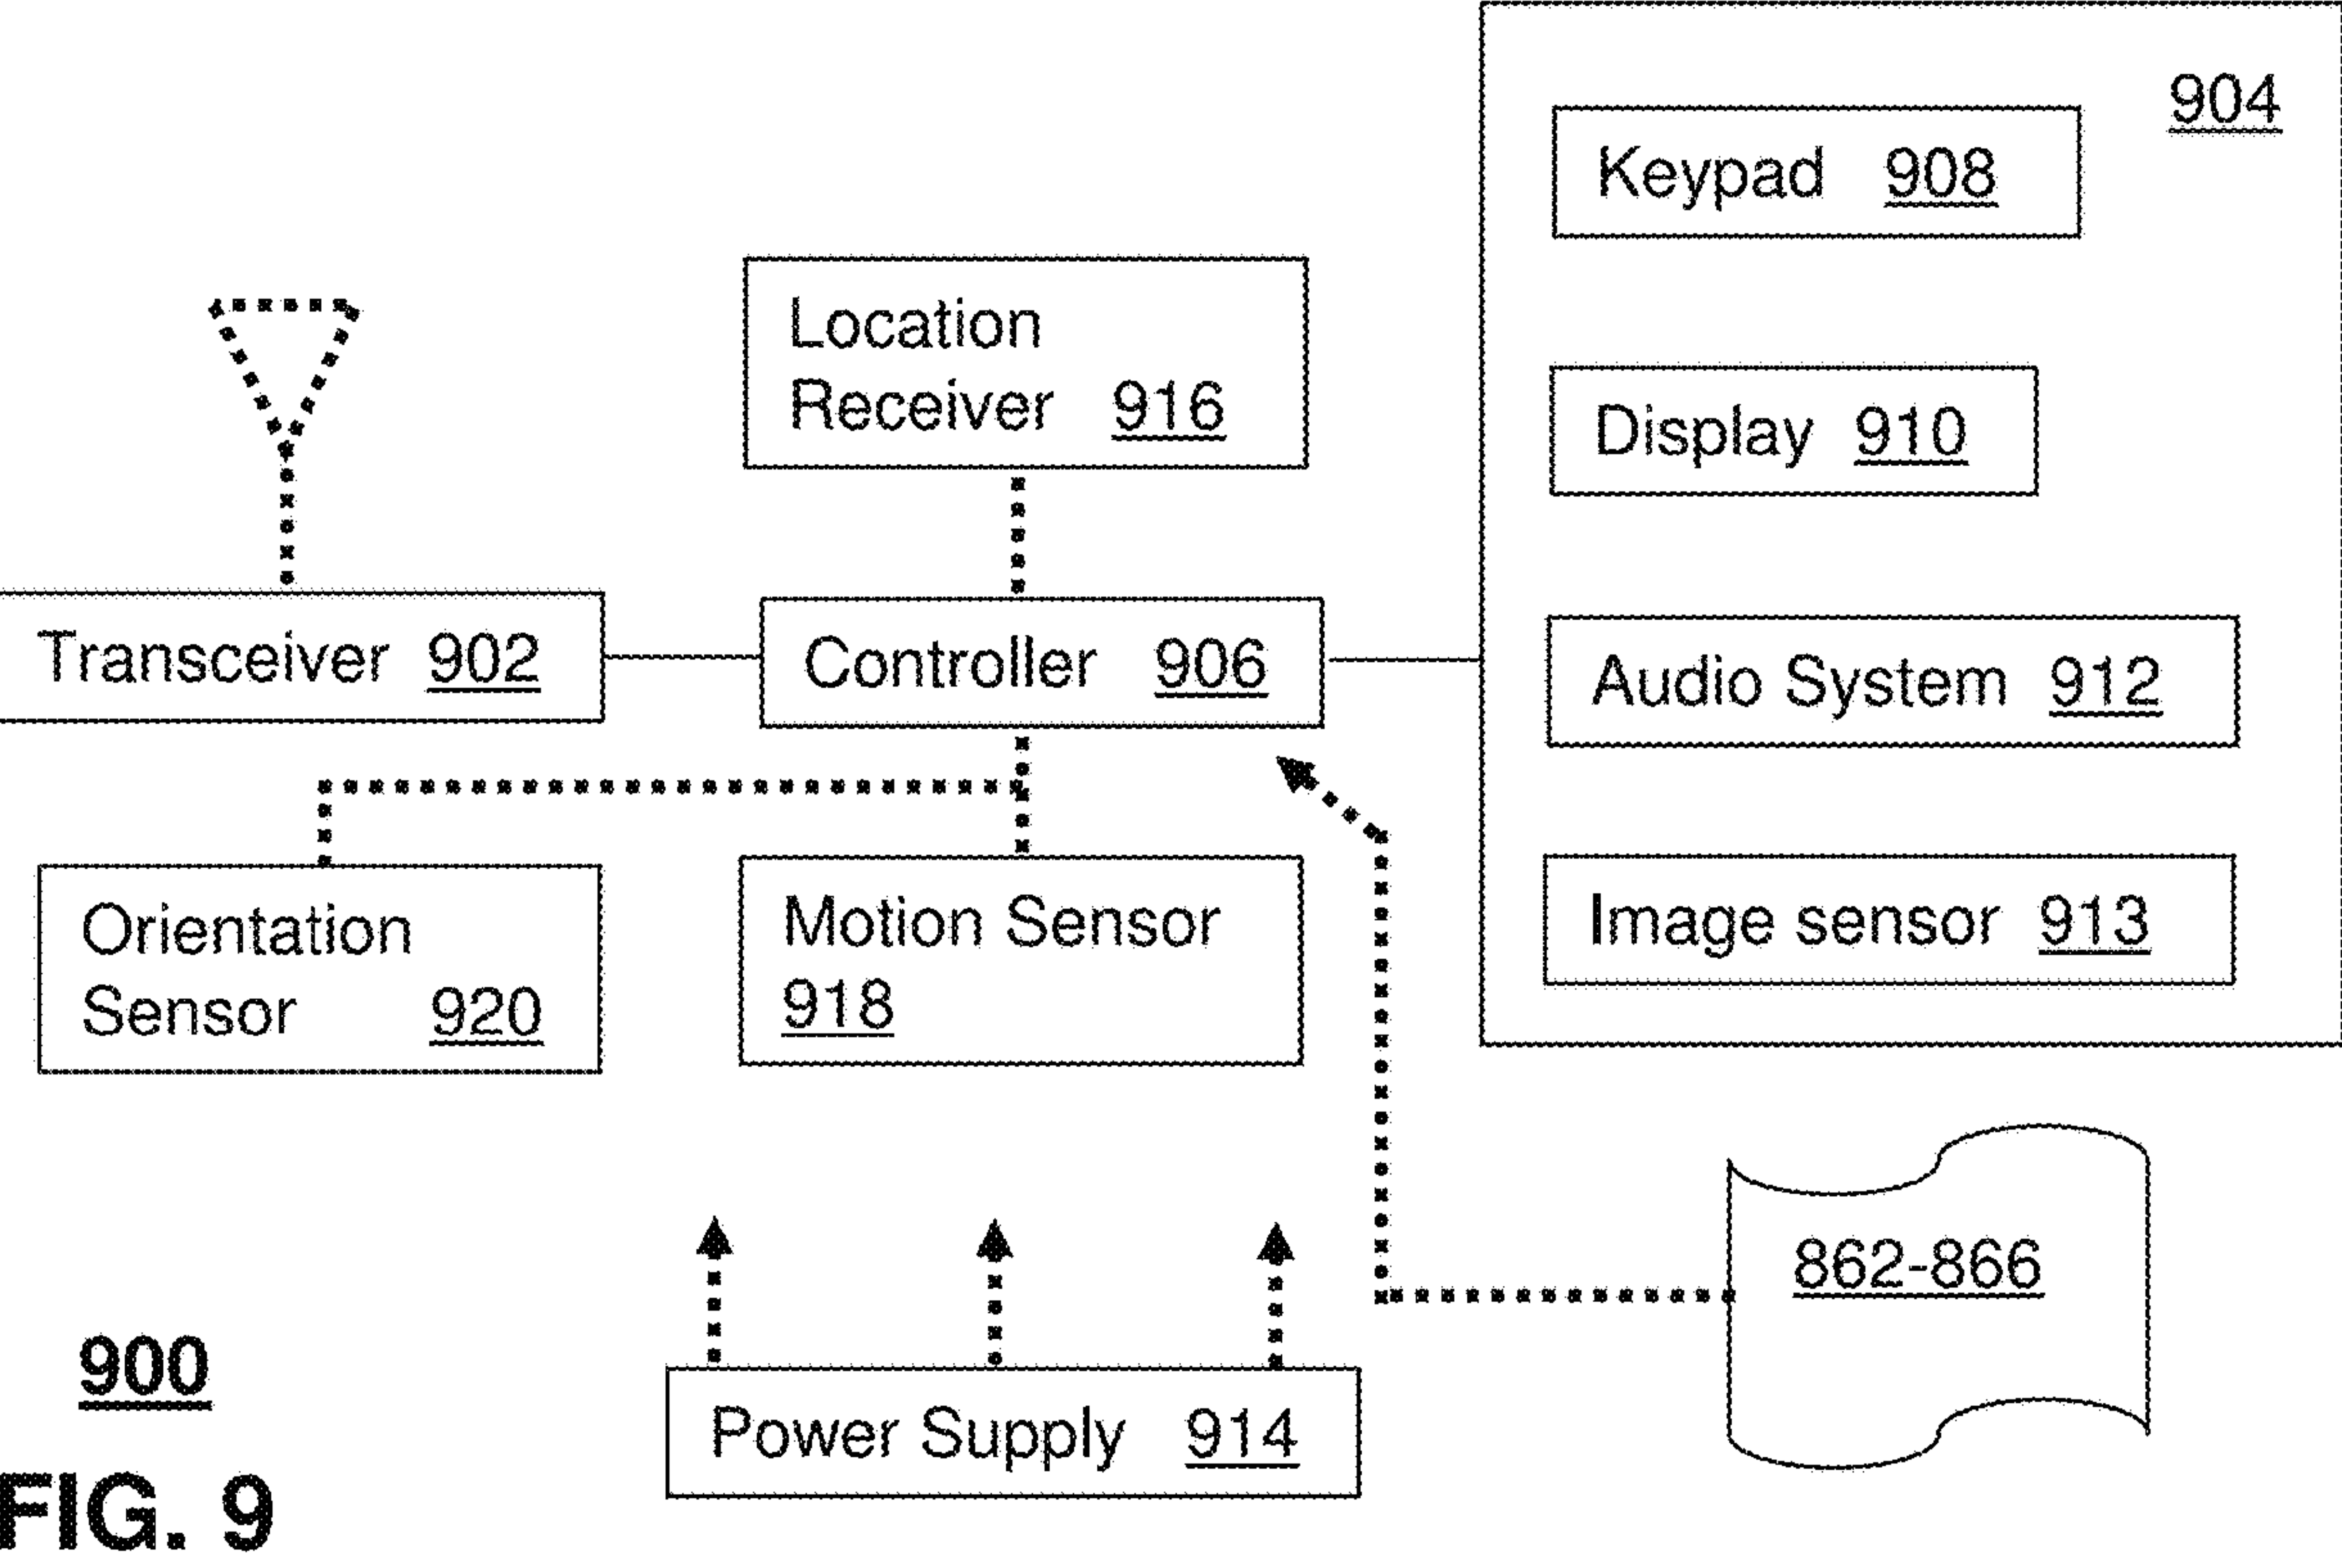 904
Keypad 908
Location
Receiver 916
Display 910
Transceiver 902
Controller 906
Audio System 912
Orientation
Sensor 920
Motion Sensor
918
Image sensor 913
862-866
900
Power Supply 914
FIG. 9